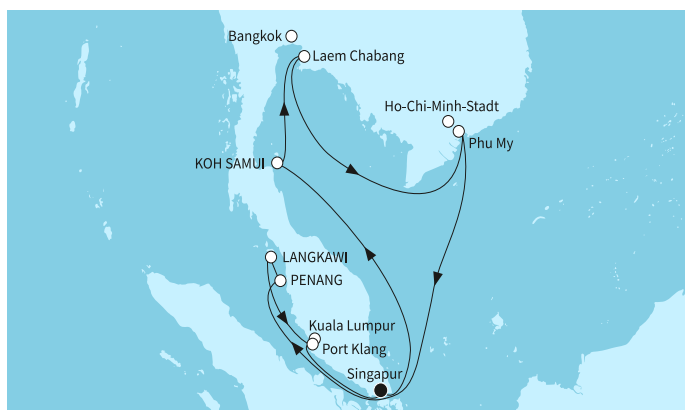 Bangkok
Laem Chabang
Ho-Chi-Minh-Stadt
Phu My
KOH SAMUI
LANGKAWI
PENANG
Kuala Lumpur
Port Klang
Singapur